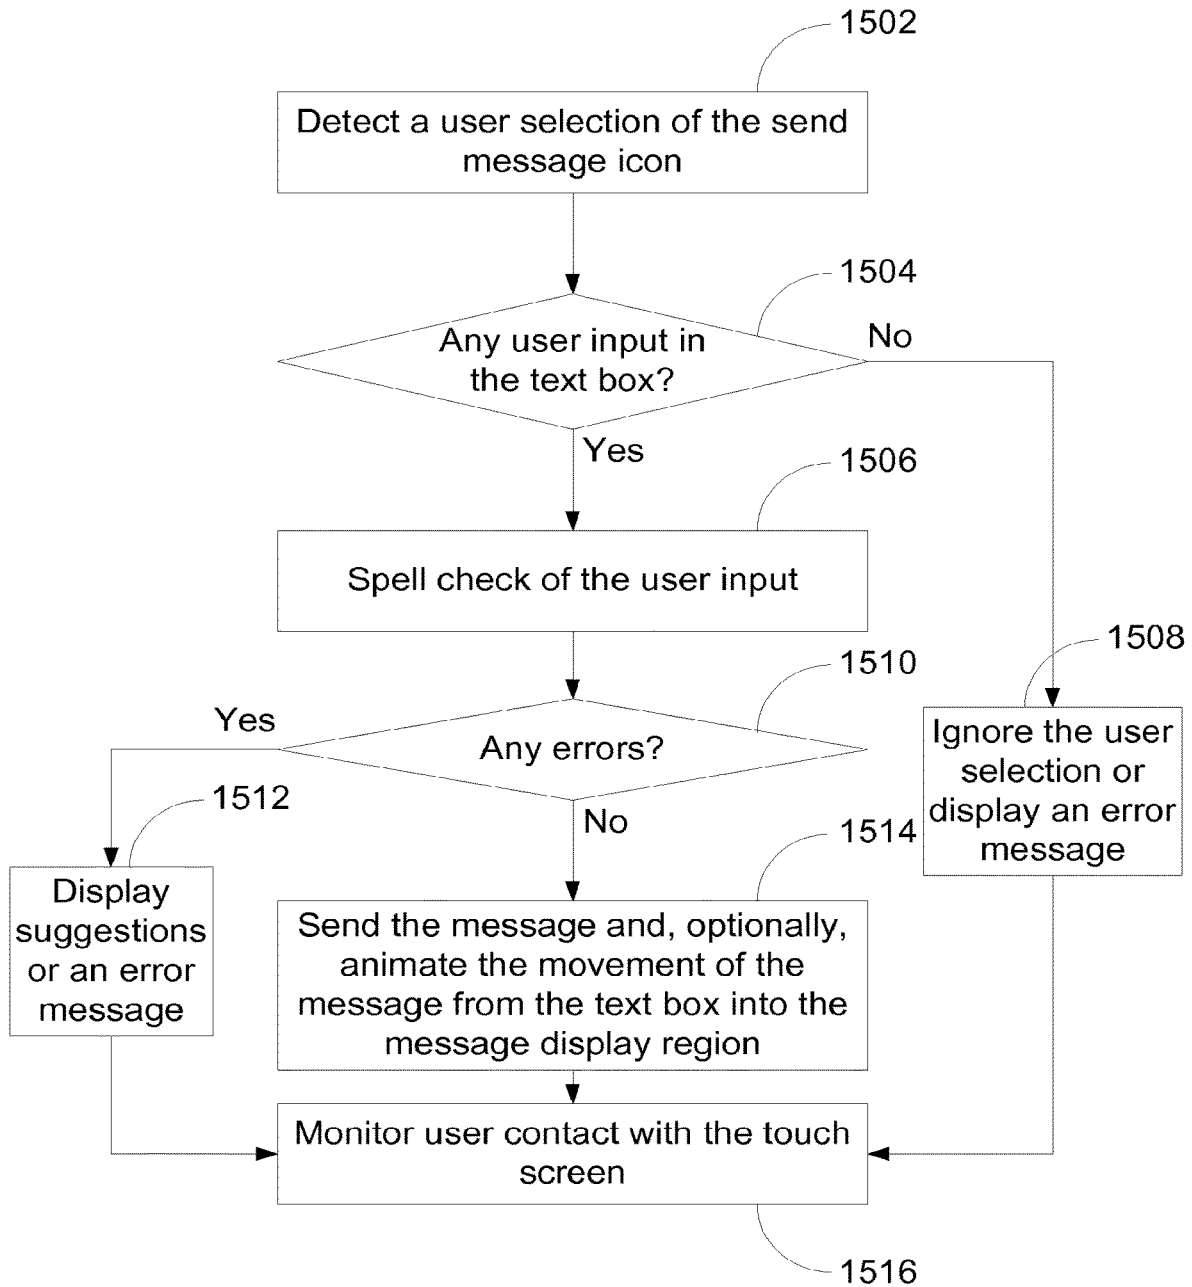 1502
Detect a user selection of the send
message icon
1504
Any user input in
the text box?
No
Yes
1506
Spell check of the user input
1508
1510
Yes
Any errors?
Ignore the user
selection or
display an error
message
1512
No
1514
Display
suggestions
or an error
message
Send the message and, optionally,
animate the movement of the
message from the text box into the
message display region
Monitor user contact with the touch
screen
1516